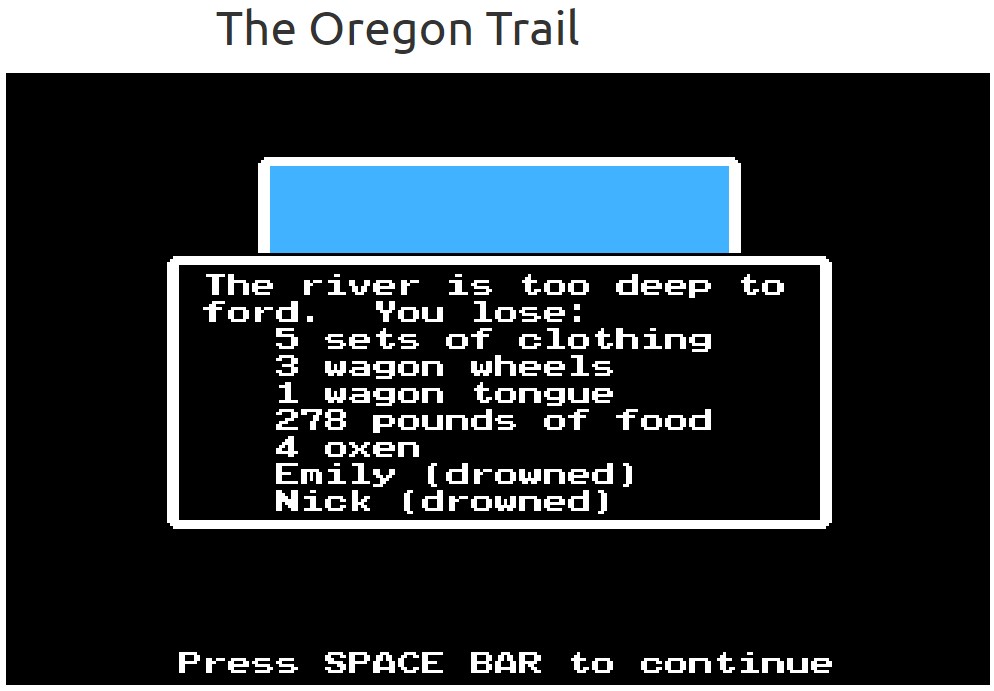 The Oregon Trail
The river is too deep to
ford.  You lose:
5 sets of clothing
3 wagon wheels
1 wagon tongue
278 pounds of food
4 oxen
Emily (drowned)
Nick (drowned)
Press SPACE BAR to continue